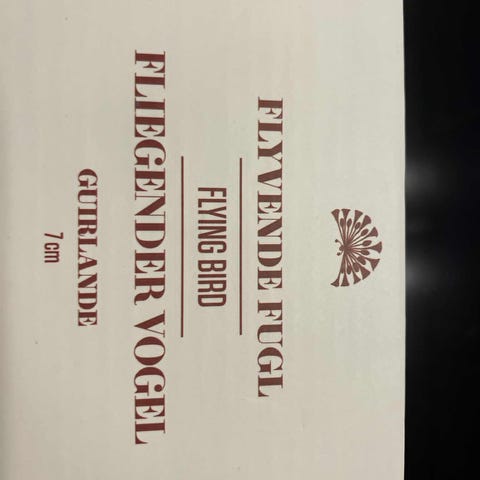 FLYVENDE FUGL
FLYING BIRD
FLIEGENDER VOGEL
GUIRLANDE
7 cm